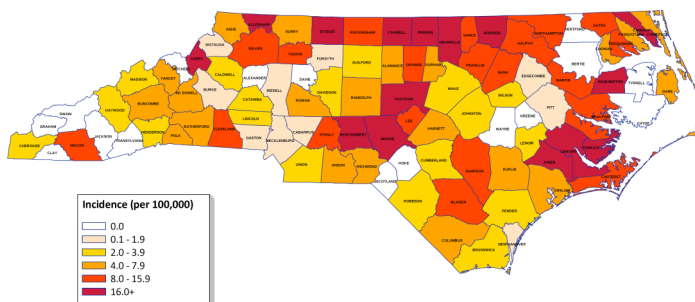 ALLEGHANY
ASHE
SURRY
STOKES
ROCKINGHAM
CASWELL
PERSON
GRANVILLE
VANCE
WARREN
NORTHAMPTON
HERTFORD
GATES
WATAUGA
WILKES
YADKIN
FORSYTH
GUILFORD
ALAMANCE
ORANGE
DURHAM
FRANKLIN
HALIFAX
BERTIE
CHOWAN
PERQUIMANS
AVERY
MITCHELL
CALDWELL
ALEXANDER
IREDELL
DAVIE
DAVIDSON
RANDOLPH
CHATHAM
WAKE
NASH
EDGECOMBE
MARTIN
WASHINGTON
TYRRELL
DARE
MADISON
YANCEY
MCDOWELL
BURKE
CATAWBA
ROWAN
LEE
JOHNSTON
WILSON
PITT
BEAUFORT
HYDE
HAYWOOD
BUNCOMBE
RUTHERFORD
CLEVELAND
LINCOLN
GASTON
MECKLENBURG
CABARRUS
STANLY
MONTGOMERY
MOORE
HARNETT
WAYNE
GREENE
LENOIR
CRAVEN
PAMLICO
SWAIN
GRAHAM
CHEROKEE
CLAY
MACON
JACKSON
TRANSYLVANIA
HENDERSON
POLK
UNION
ANSON
RICHMOND
SCOTLAND
HOKE
CUMBERLAND
SAMPSON
DUPLIN
JONES
ONSLOW
CARTERET
ROBESON
BLADEN
PENDER
COLUMBUS
BRUNSWICK
NEW HANOVER
Incidence (per 100,000)
0.0
0.1 - 1.9
2.0 - 3.9
4.0 - 7.9
8.0 - 15.9
16.0+